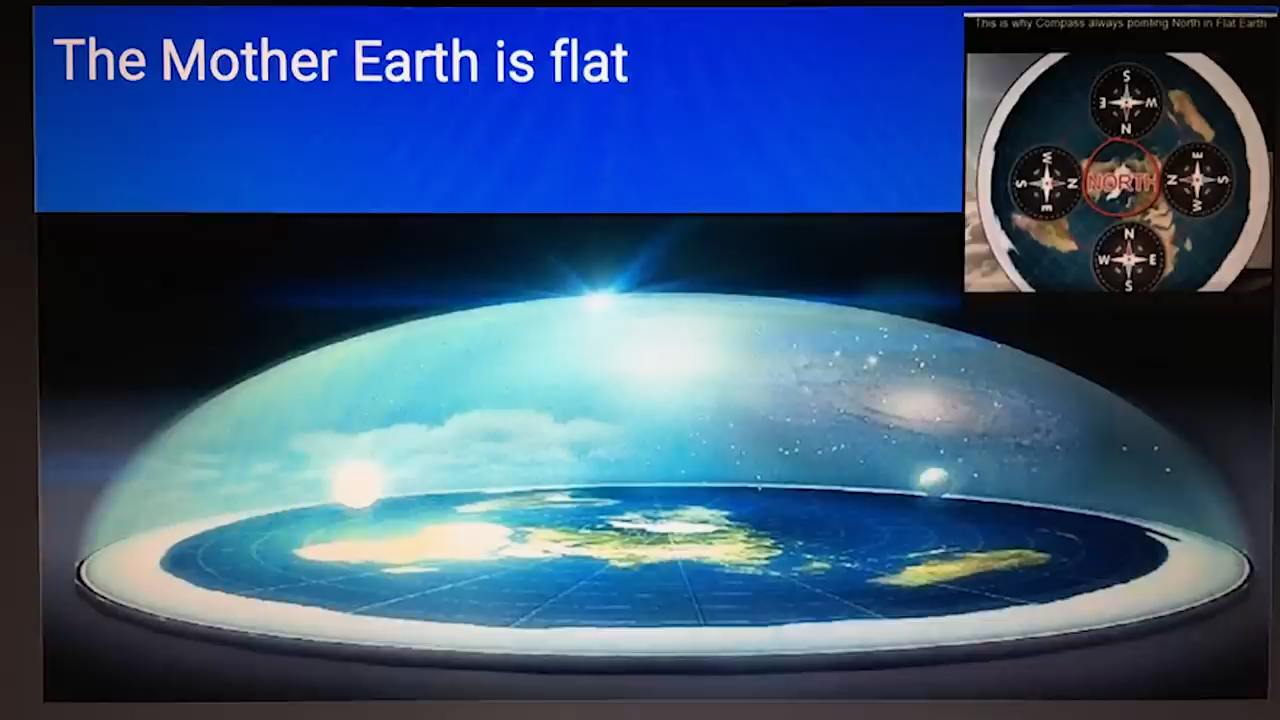 The Mother Earth is flat
This is why Compass always pointing North in Flat Earth
S
E W
N
W E
S N NORTH N S
E W
N
W E
S